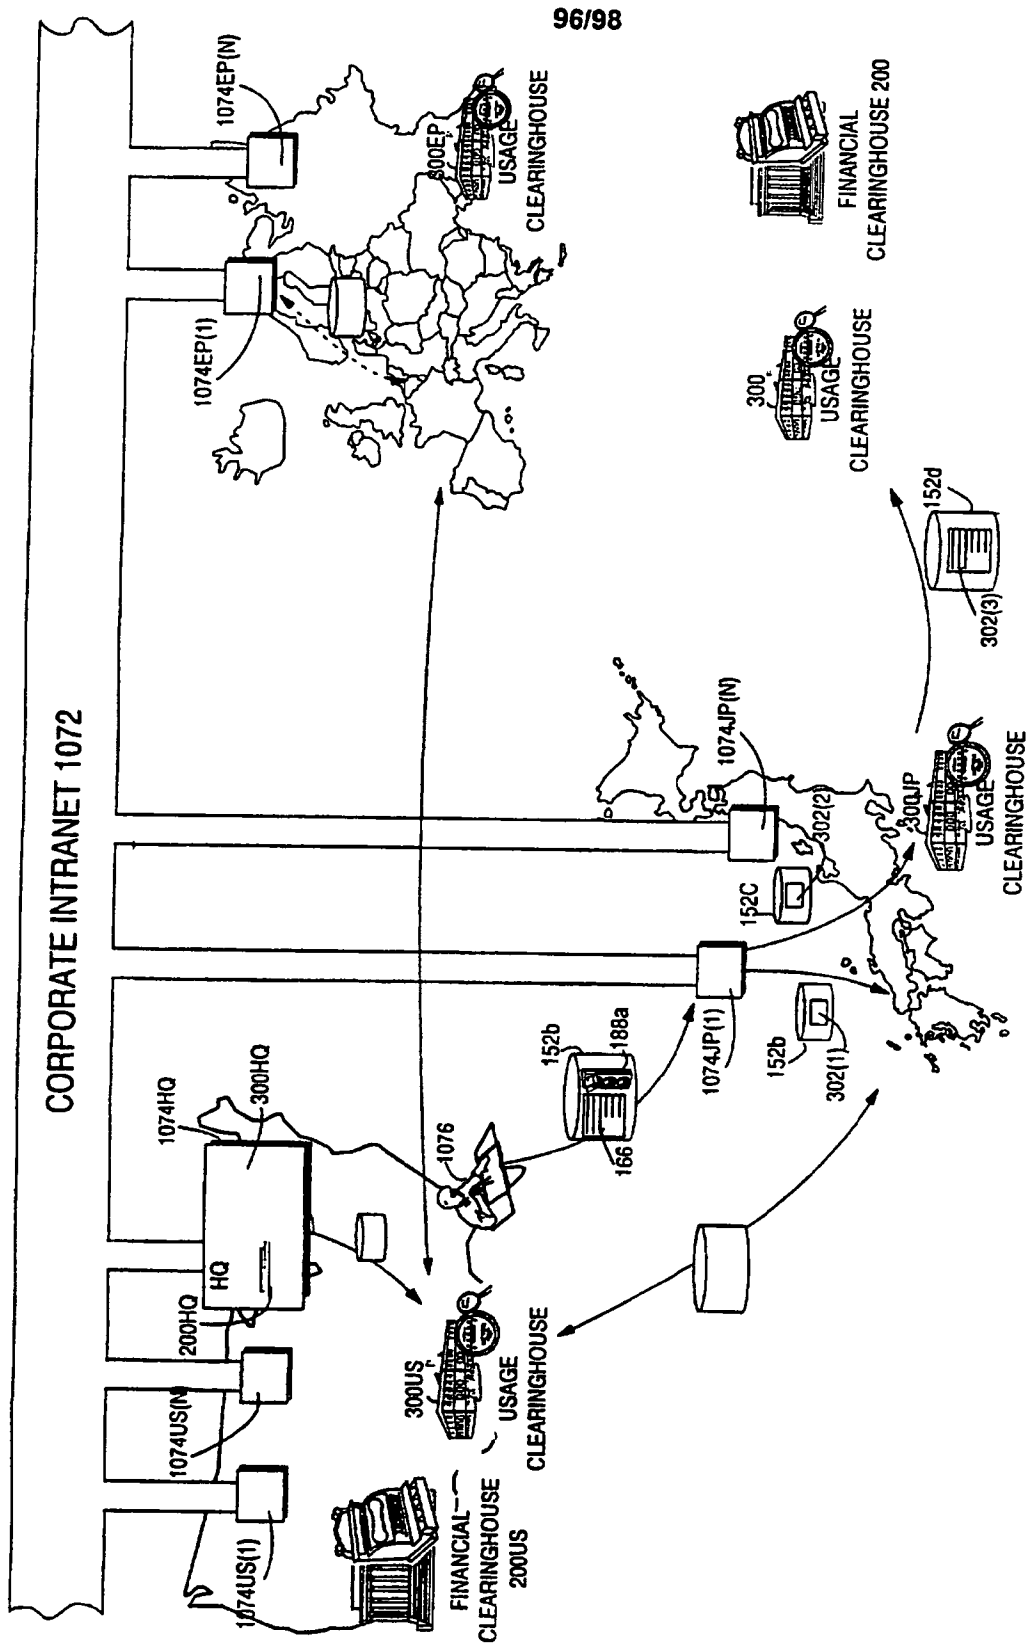 96/98
CORPORATE INTRANET 1072
1074US(1)
1074US(N
200HQ
HQ
1074HQ
300HQ
1074EP(1)
1074EP(N)
FINANCIAL
CLEARINGHOUSE
200US
300US
USAGE
CLEARINGHOUSE
1076
166
152b
188a
1074JP(1)
152b
302(1)
152C
302(2)
1074JP(N)
300JP
USAGE
CLEARINGHOUSE
302(3)
152d
300EP
USAGE
CLEARINGHOUSE
300
USAGE
CLEARINGHOUSE
FINANCIAL
CLEARINGHOUSE 200